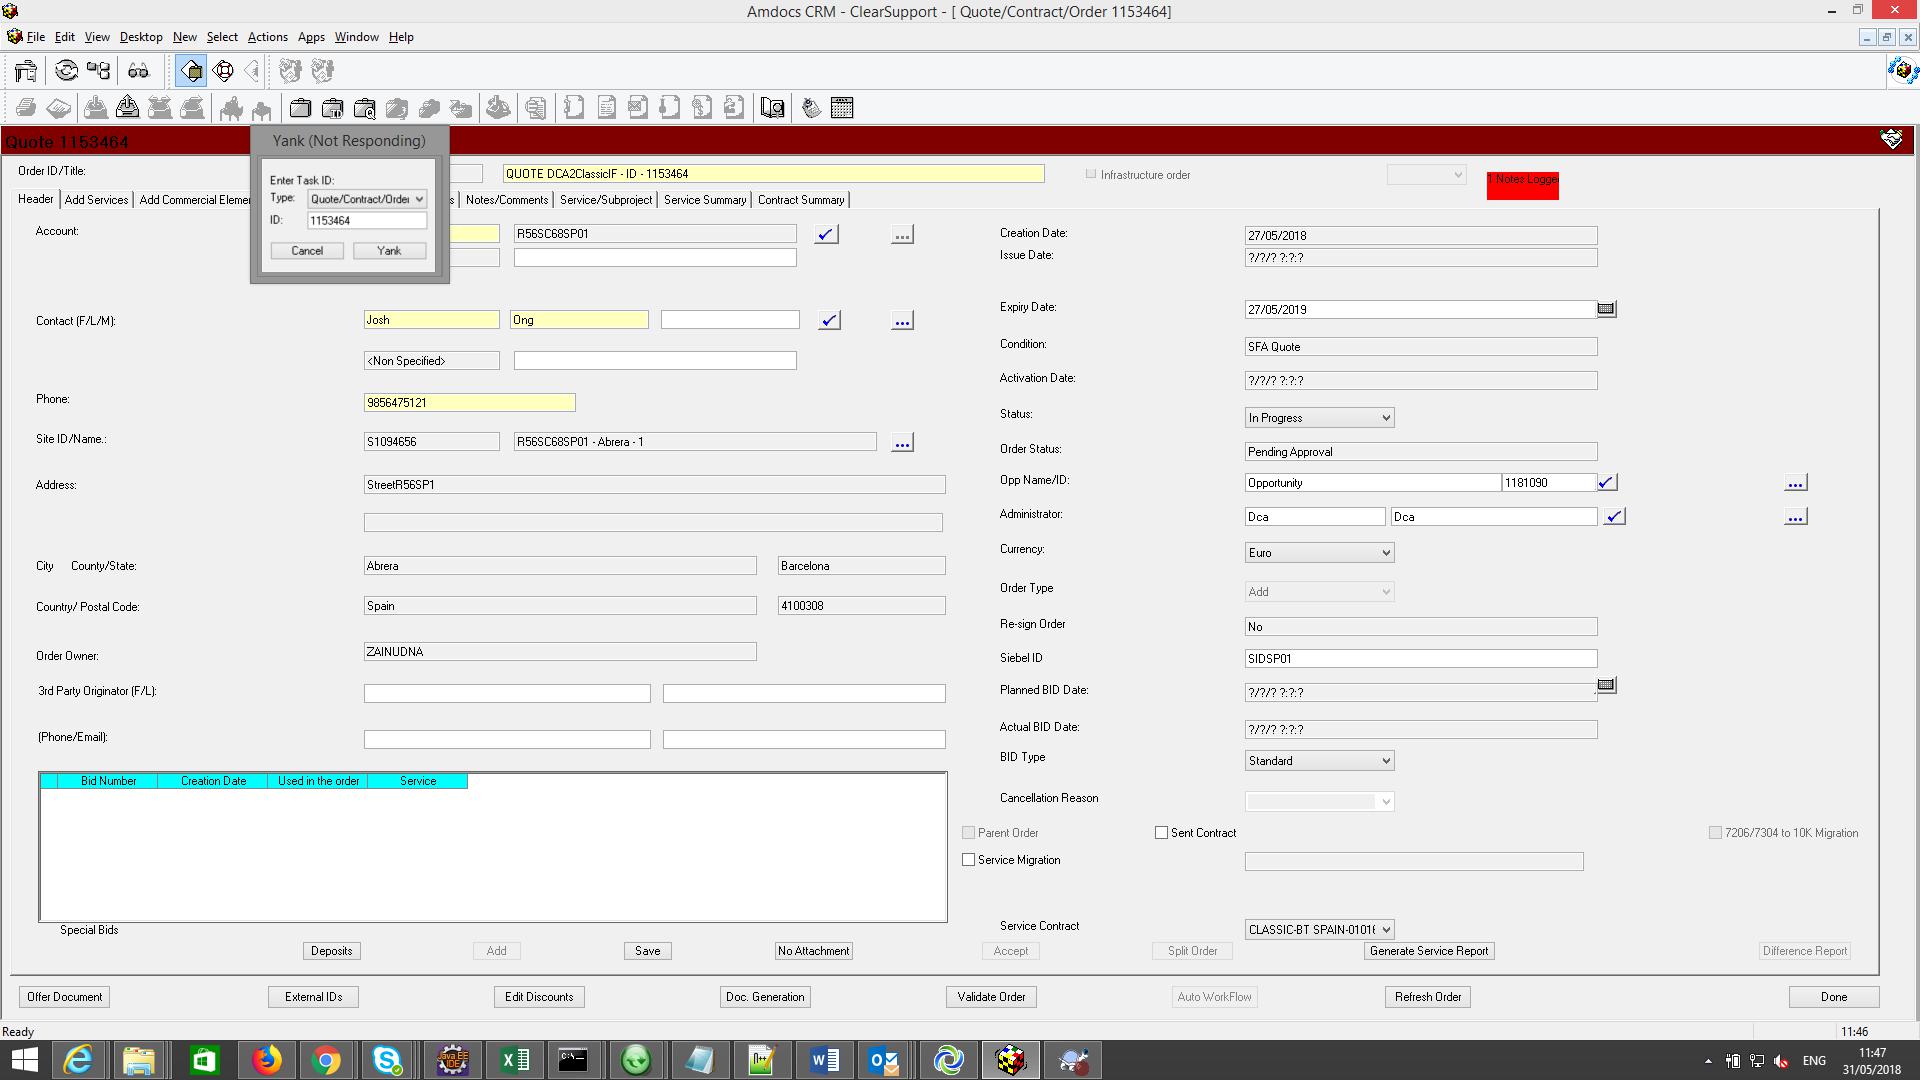 Amdocs CRM - ClearSupport - [ Quote/Contract/Order 1153464]
File Edit View Desktop New Select Actions Apps Window Help
Quote 1153464
Yank (Not Responding)
Enter Task ID:
Type: Quote/Contract/Order
ID: 1153464
Cancel Yank
Order ID/Title: QUOTE DCA2ClassicIF - ID - 1153464 Infrastructure order
1 Notes Logge
Header Add Services Add Commercial Elemen s Notes/Comments Service/Subproject Service Summary Contract Summary
Account: R56SC68SP01 ...
Contact (F/L/M): Josh Ong ...
<Non Specified>
Phone: 9856475121
Site ID/Name.: S1094656 R56SC68SP01 - Abrera - 1 ...
Address: StreetR56SP1
City County/State: Abrera Barcelona
Country/ Postal Code: Spain 4100308
Order Owner: ZAINUDNA
3rd Party Originator (F/L):
(Phone/Email):
Bid Number Creation Date Used in the order Service
Special Bids
Creation Date: 27/05/2018
Issue Date: ?/?/? ?:?:?
Expiry Date: 27/05/2019
Condition: SFA Quote
Activation Date: ?/?/? ?:?:?
Status: In Progress
Order Status: Pending Approval
Opp Name/ID: Opportunity 1181090 ...
Administrator: Dca Dca ...
Currency: Euro
Order Type Add
Re-sign Order No
Siebel ID SIDSP01
Planned BID Date: ?/?/? ?:?:?
Actual BID Date: ?/?/? ?:?:?
BID Type Standard
Cancellation Reason
Parent Order Sent Contract 7206/7304 to 10K Migration
Service Migration
Service Contract CLASSIC-BT SPAIN-01018
Deposits Add Save No Attachment Accept Split Order Generate Service Report Difference Report
Offer Document External IDs Edit Discounts Doc. Generation Validate Order Auto WorkFlow Refresh Order Done
Ready 11:46
Java EE
IDE
C:\_
ENG
11:47
31/05/2018